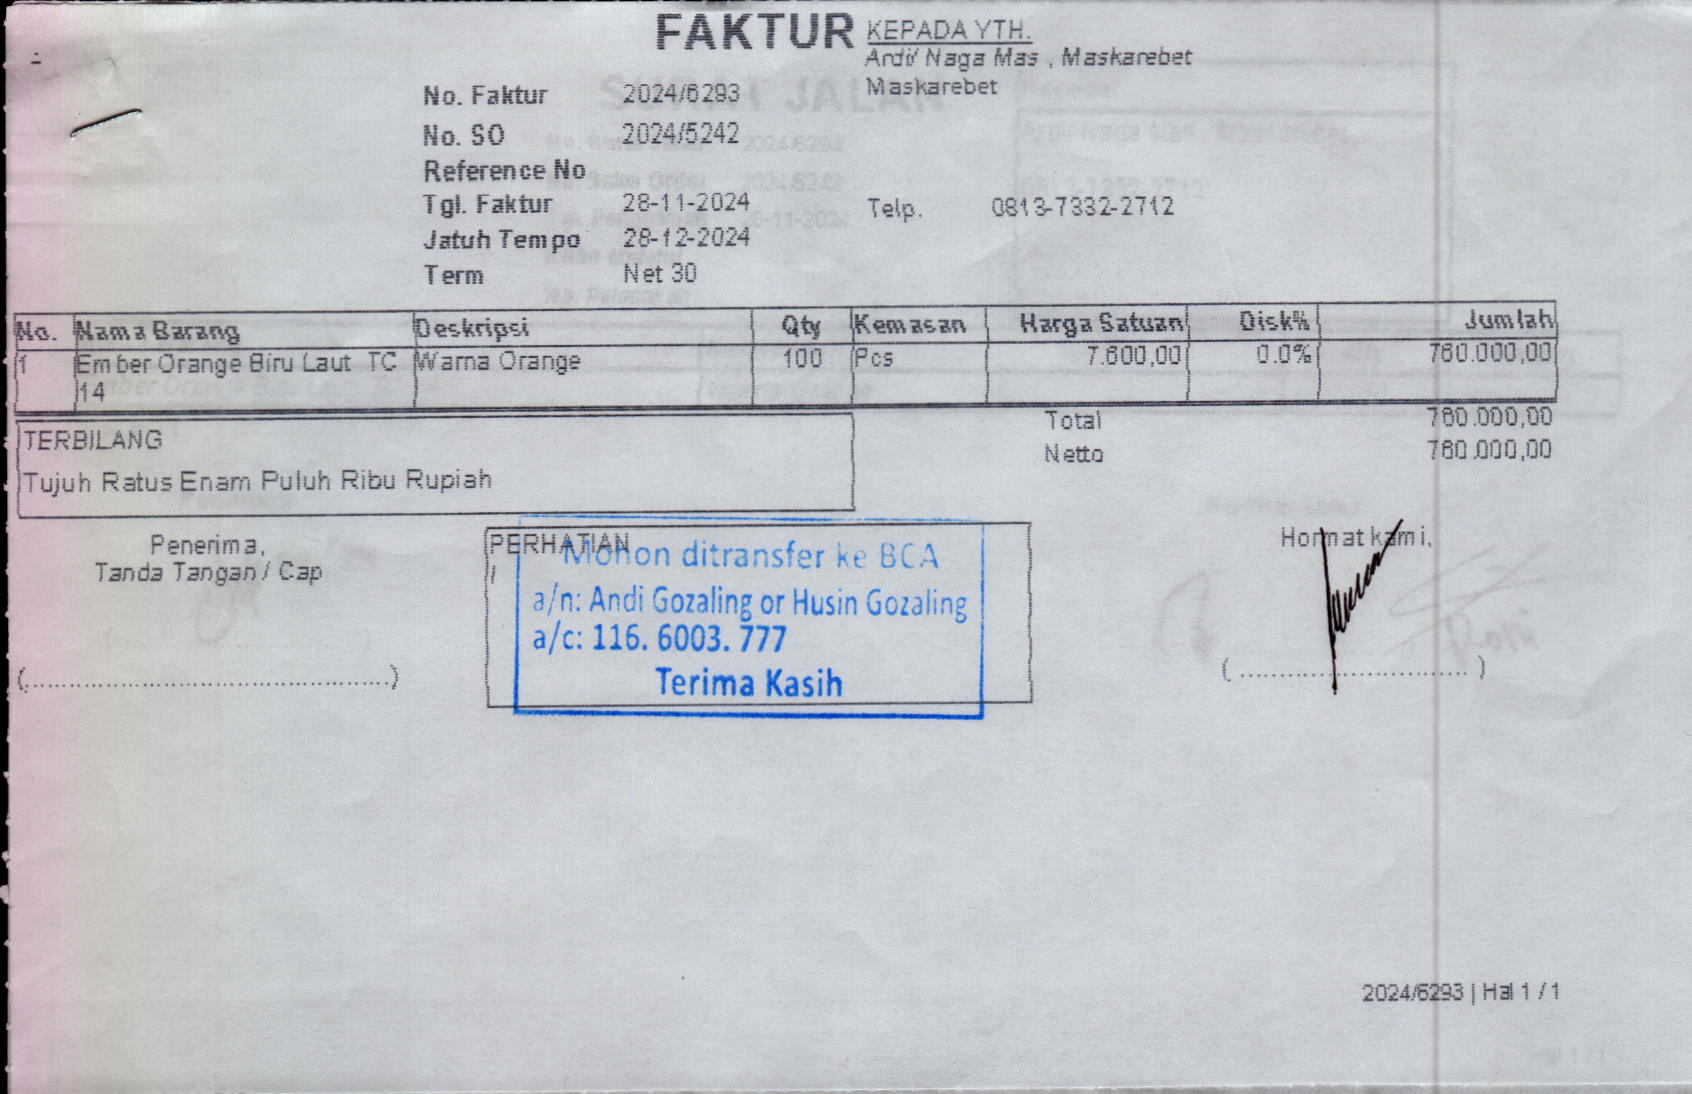 FAKTUR
KEPADA YTH.
Ardi/ Naga Mas , Maskarebet
Maskarebet
No. Faktur 2024/6293
No. SO 2024/5242
Reference No
Tgl. Faktur 28-11-2024
Telp. 0813-7332-2712
Jatuh Tempo 28-12-2024
Term Net 30
No. Nama Barang Deskripsi Qty Kemasan Harga Satuan Disk% Jumlah
1 Ember Orange Biru Laut TC Warna Orange 100 Pcs 7.600,00 0.0% 760.000,00
14
Total 760.000,00
TERBILANG
Netto 760.000,00
Tujuh Ratus Enam Puluh Ribu Rupiah
Penerima,
Tanda Tangan / Cap
(..............................................)
PERHATIAN
/
Mohon ditransfer ke BCA
a/n: Andi Gozaling or Husin Gozaling
a/c: 116. 6003. 777
Terima Kasih
Hormat kami,
( ............................ )
2024/6293 | Hal 1 / 1